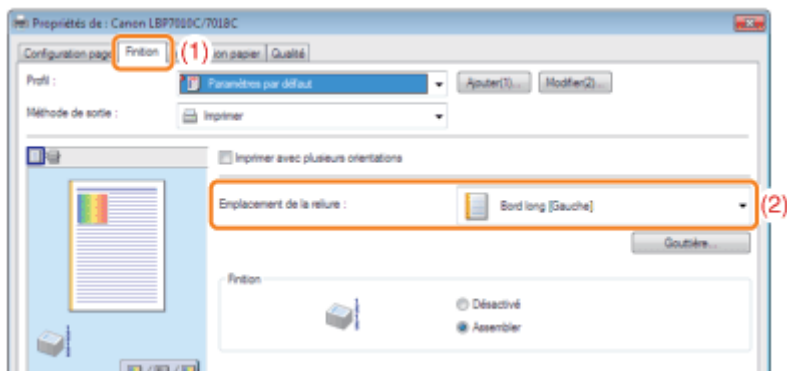 Propriétés de : Canon LBP7010C/7018C
Configuration page Finition (1) on papier Qualité
Profil : Paramètres par défaut Ajouter(1)... Modifier(2)...
Méthode de sortie : Imprimer
Imprimer avec plusieurs orientations
Emplacement de la reliure : Bord long [Gauche] (2)
Gouttière...
Finition
Désactivé
Assembler